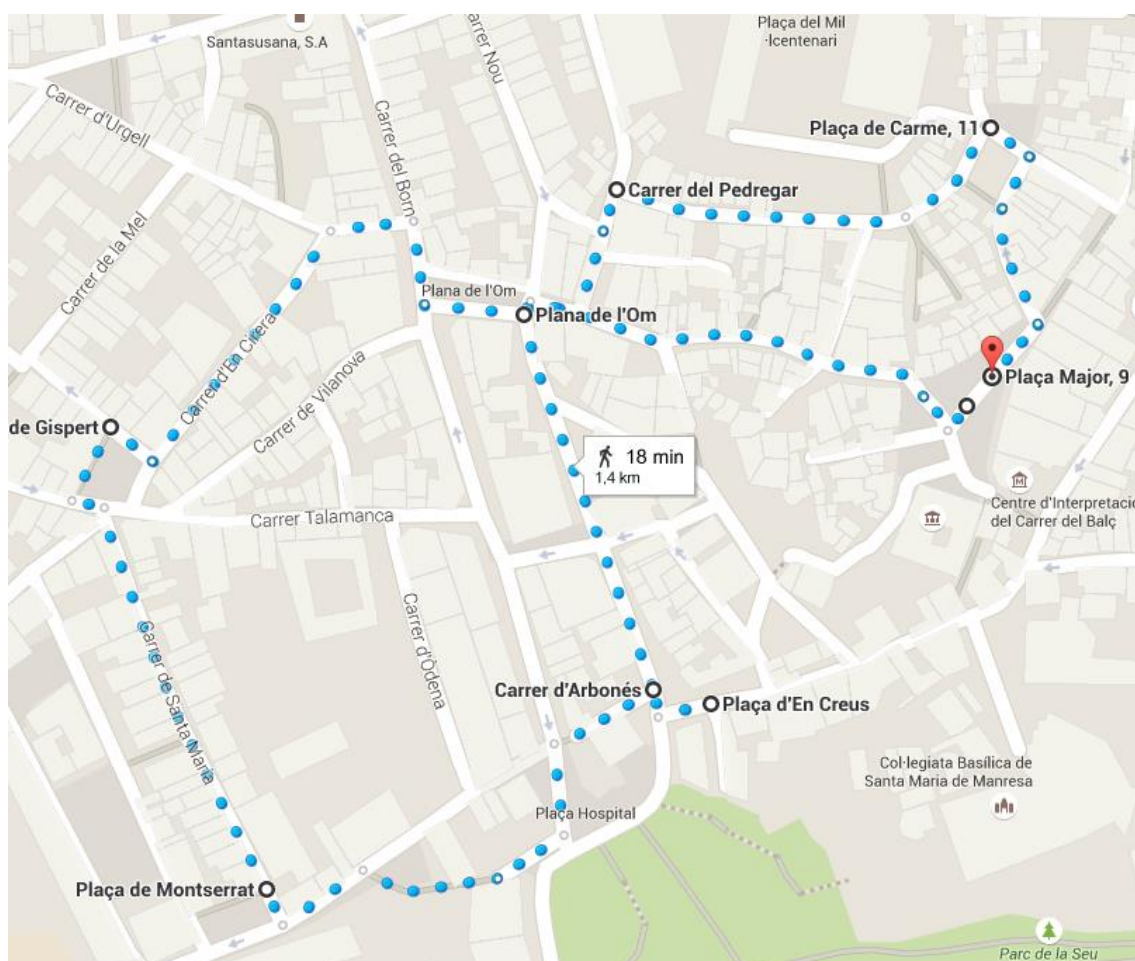 Santasusana, S.A
Plaça del Mil
·lcentenari
Carrer Nou
Carrer d'Urgell
Carrer del Born
Plaça de Carme, 11
Carrer del Pedregar
Carrer de la Mel
Plana de l'Om
Plana de l'Om
Carrer d'En Cirera
Carrer de Vilanova
Plaça Major, 9
de Gispert
18 min
1,4 km
Centre d'Interpretació
del Carrer del Balç
Carrer Talamanca
Carrer d'Òdena
Carrer de Santa Maria
Carrer d'Arbonés
Plaça d'En Creus
Col·legiata Basílica de
Santa Maria de Manresa
Plaça Hospital
Plaça de Montserrat
Parc de la Seu